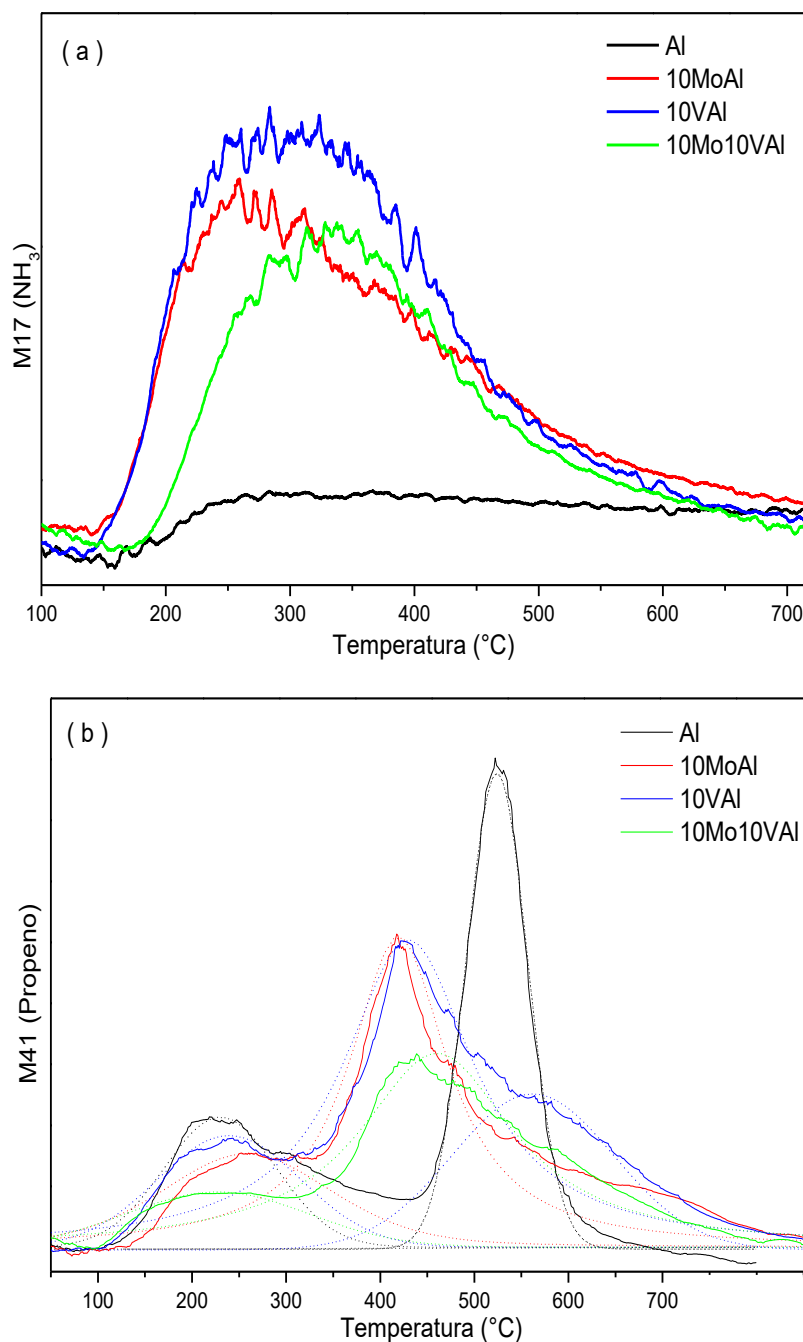 ( a )
Al
10MoAl
10VAl
10Mo10VAl
M17 (NH3)
100 200 300 400 500 600 700
Temperatura (°C)
( b )
Al
10MoAl
10VAl
10Mo10VAl
M41 (Propeno)
100 200 300 400 500 600 700
Temperatura (°C)